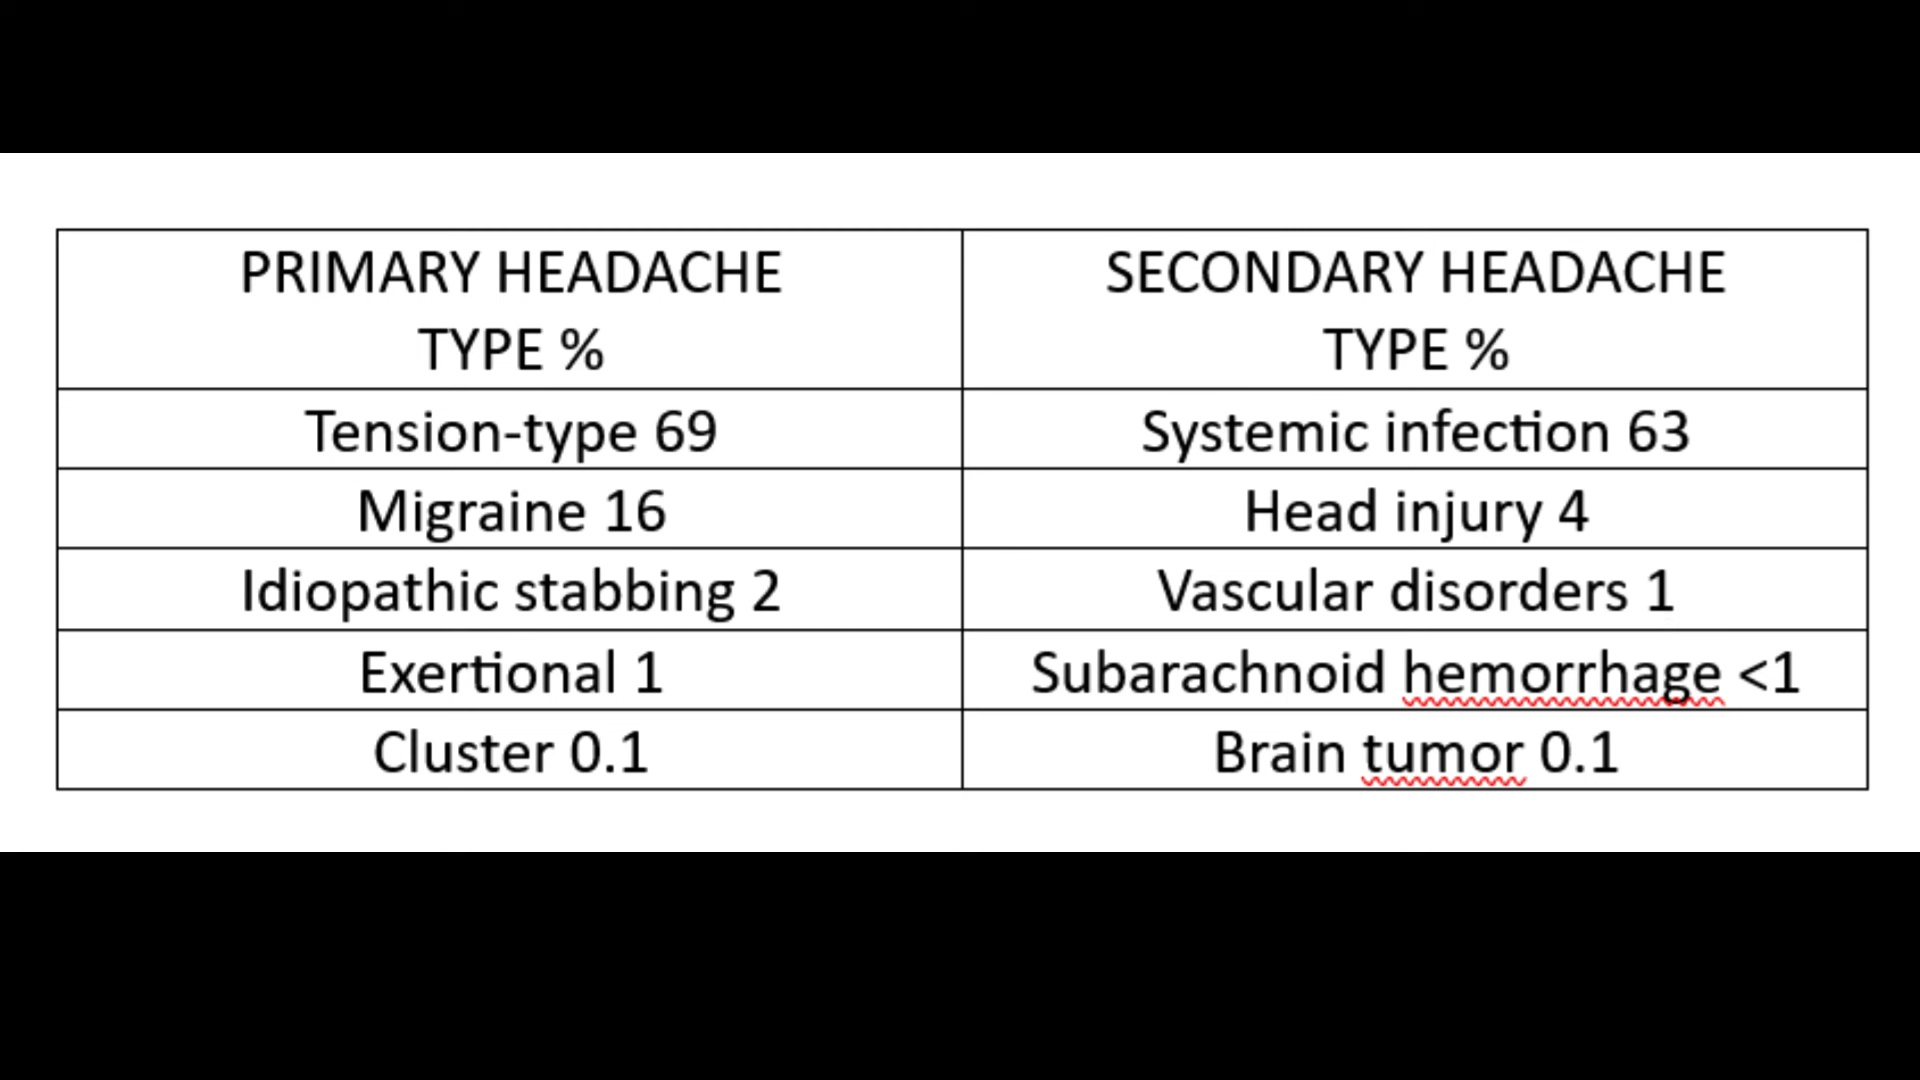 PRIMARY HEADACHE
TYPE %
SECONDARY HEADACHE
TYPE %
Tension-type 69
Systemic infection 63
Migraine 16
Head injury 4
Idiopathic stabbing 2
Vascular disorders 1
Exertional 1
Subarachnoid hemorrhage <1
Cluster 0.1
Brain tumor 0.1